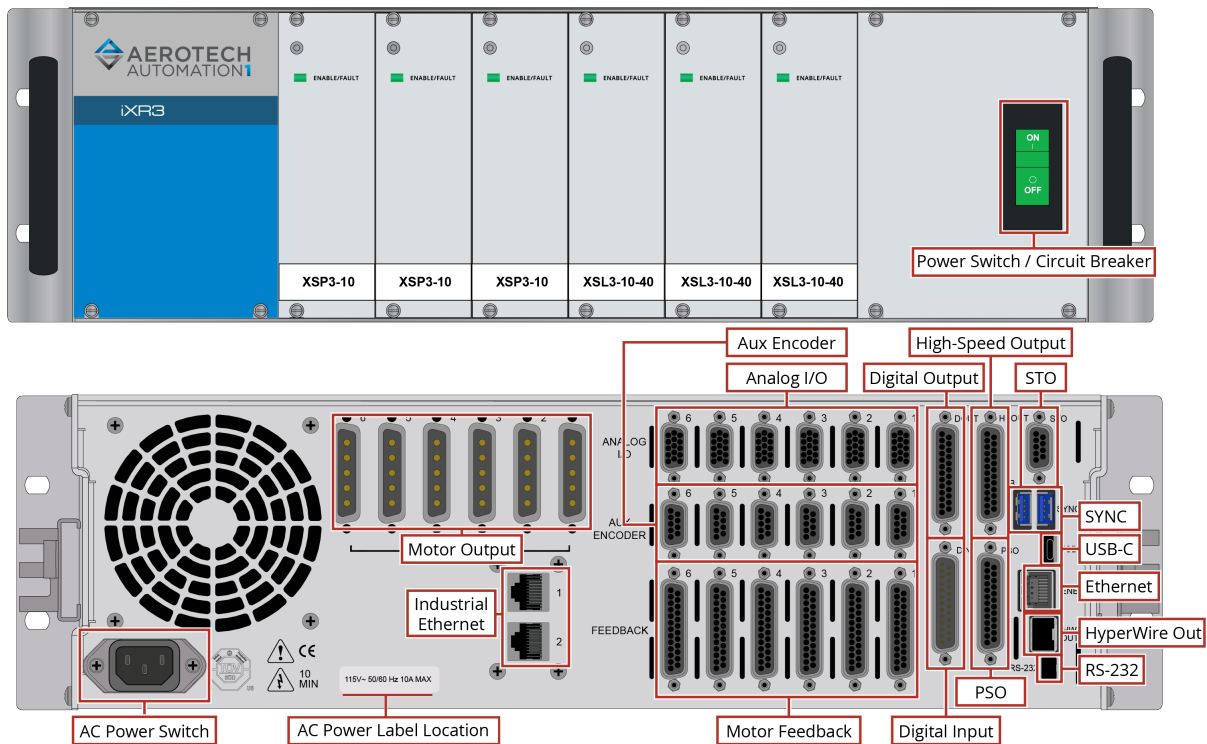 AEROTECH
AUTOMATION1
iXR3
ENABLE/FAULT
ENABLE/FAULT
ENABLE/FAULT
ENABLE/FAULT
ENABLE/FAULT
ENABLE/FAULT
ON
OFF
Power Switch / Circuit Breaker
XSP3-10
XSP3-10
XSP3-10
XSL3-10-40
XSL3-10-40
XSL3-10-40
Aux Encoder
High-Speed Output
Analog I/O
Digital Output
STO
6 5 4 3 2 1
ANALOG
I/O
6 5 4 3 2 1
AUX
ENCODER
6 5 4 3 2
SYNC
USB-C
Motor Output
PSO
Ethernet
Industrial
Ethernet
1
2
FEEDBACK
6 5 4 3 2 1
HyperWire Out
RS-232
10
MIN
CE
115V~ 50/60 Hz 10A MAX
PSO
AC Power Switch
AC Power Label Location
Motor Feedback
Digital Input